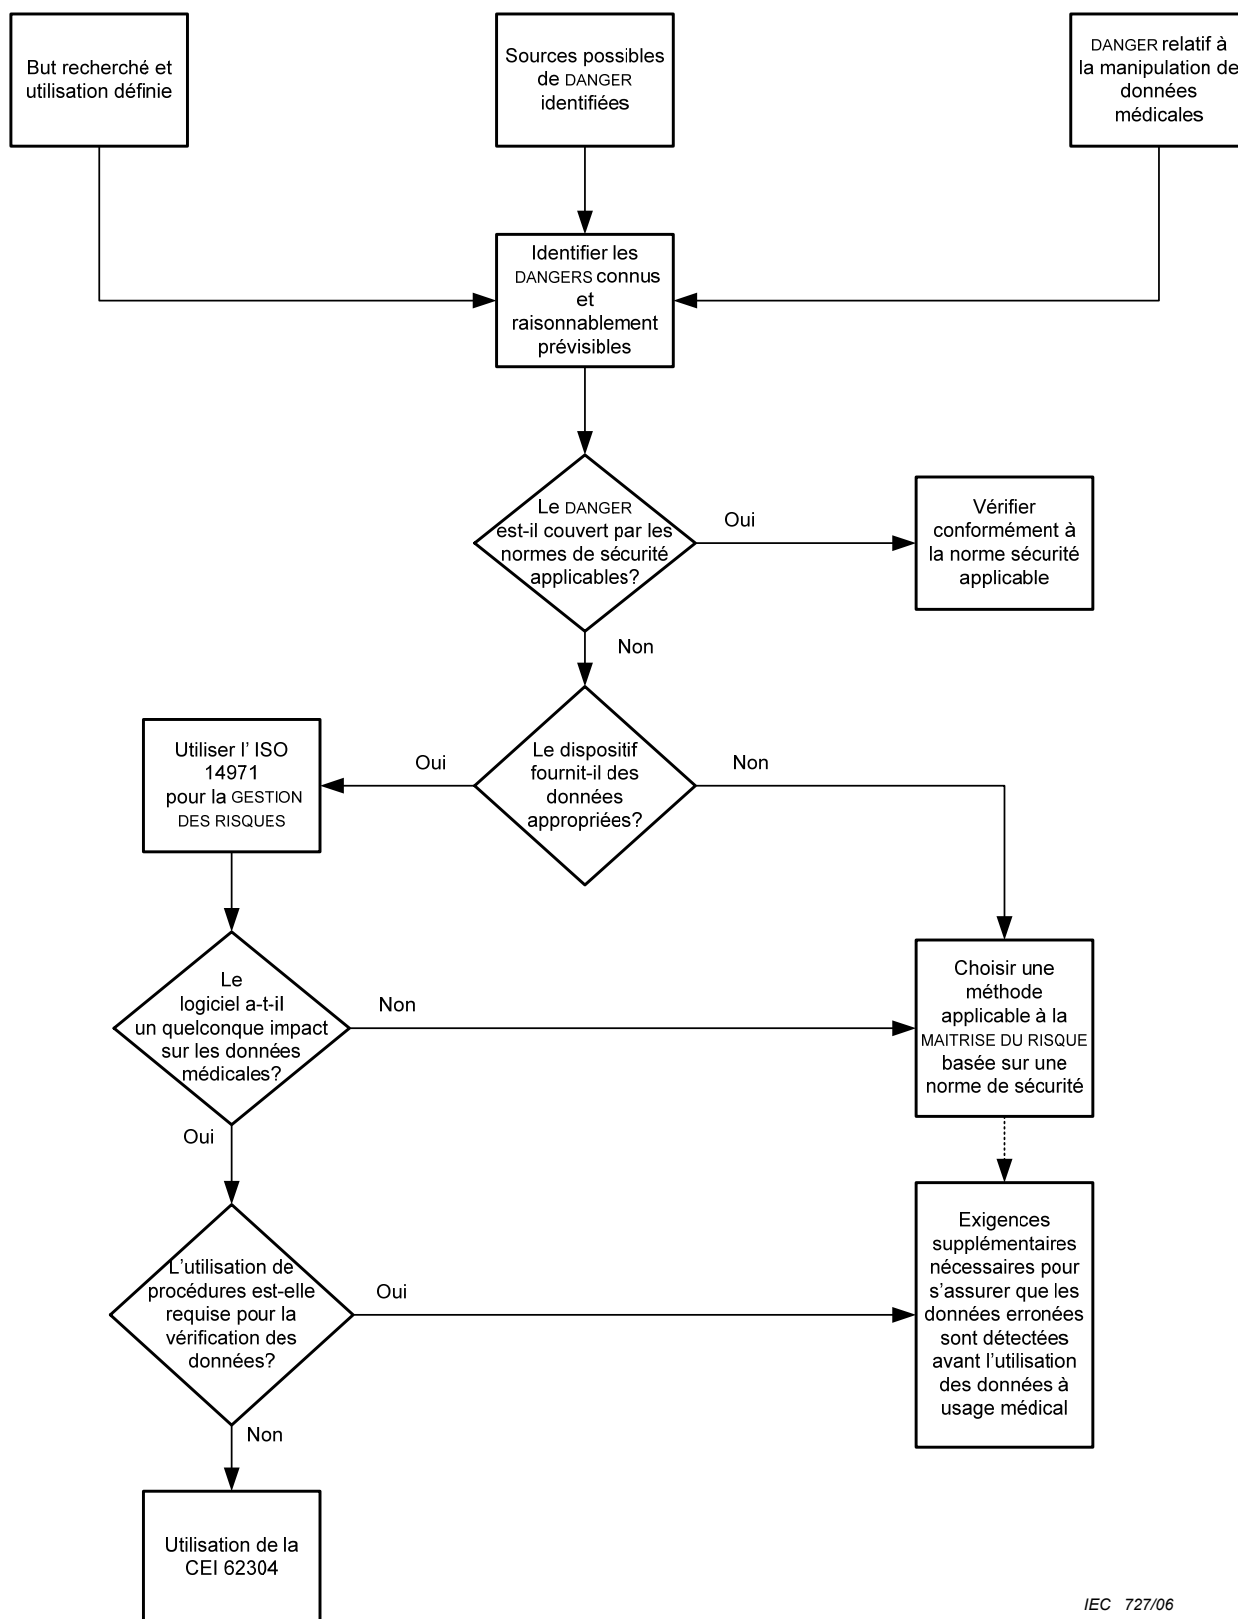 But recherché et
utilisation définie
Sources possibles
de DANGER
identifiées
DANGER relatif à
la manipulation de
données
médicales
Identifier les
DANGERS connus
et
raisonnablement
prévisibles
Le DANGER
est-il couvert par les
normes de sécurité
applicables?
Oui
Vérifier
conformément à
la norme sécurité
applicable
Non
Utiliser l' ISO
14971
pour la GESTION
DES RISQUES
Oui
Le dispositif
fournit-il des
données
appropriées?
Non
Le
logiciel a-t-il
un quelconque impact
sur les données
médicales?
Non
Choisir une
méthode
applicable à la
MAITRISE DU RISQUE
basée sur une
norme de sécurité
Oui
L'utilisation de
procédures est-elle
requise pour la
vérification des
données?
Oui
Exigences
supplémentaires
nécessaires pour
s'assurer que les
données erronées
sont détectées
avant l'utilisation
des données à
usage médical
Non
Utilisation de la
CEI 62304
IEC 727/06